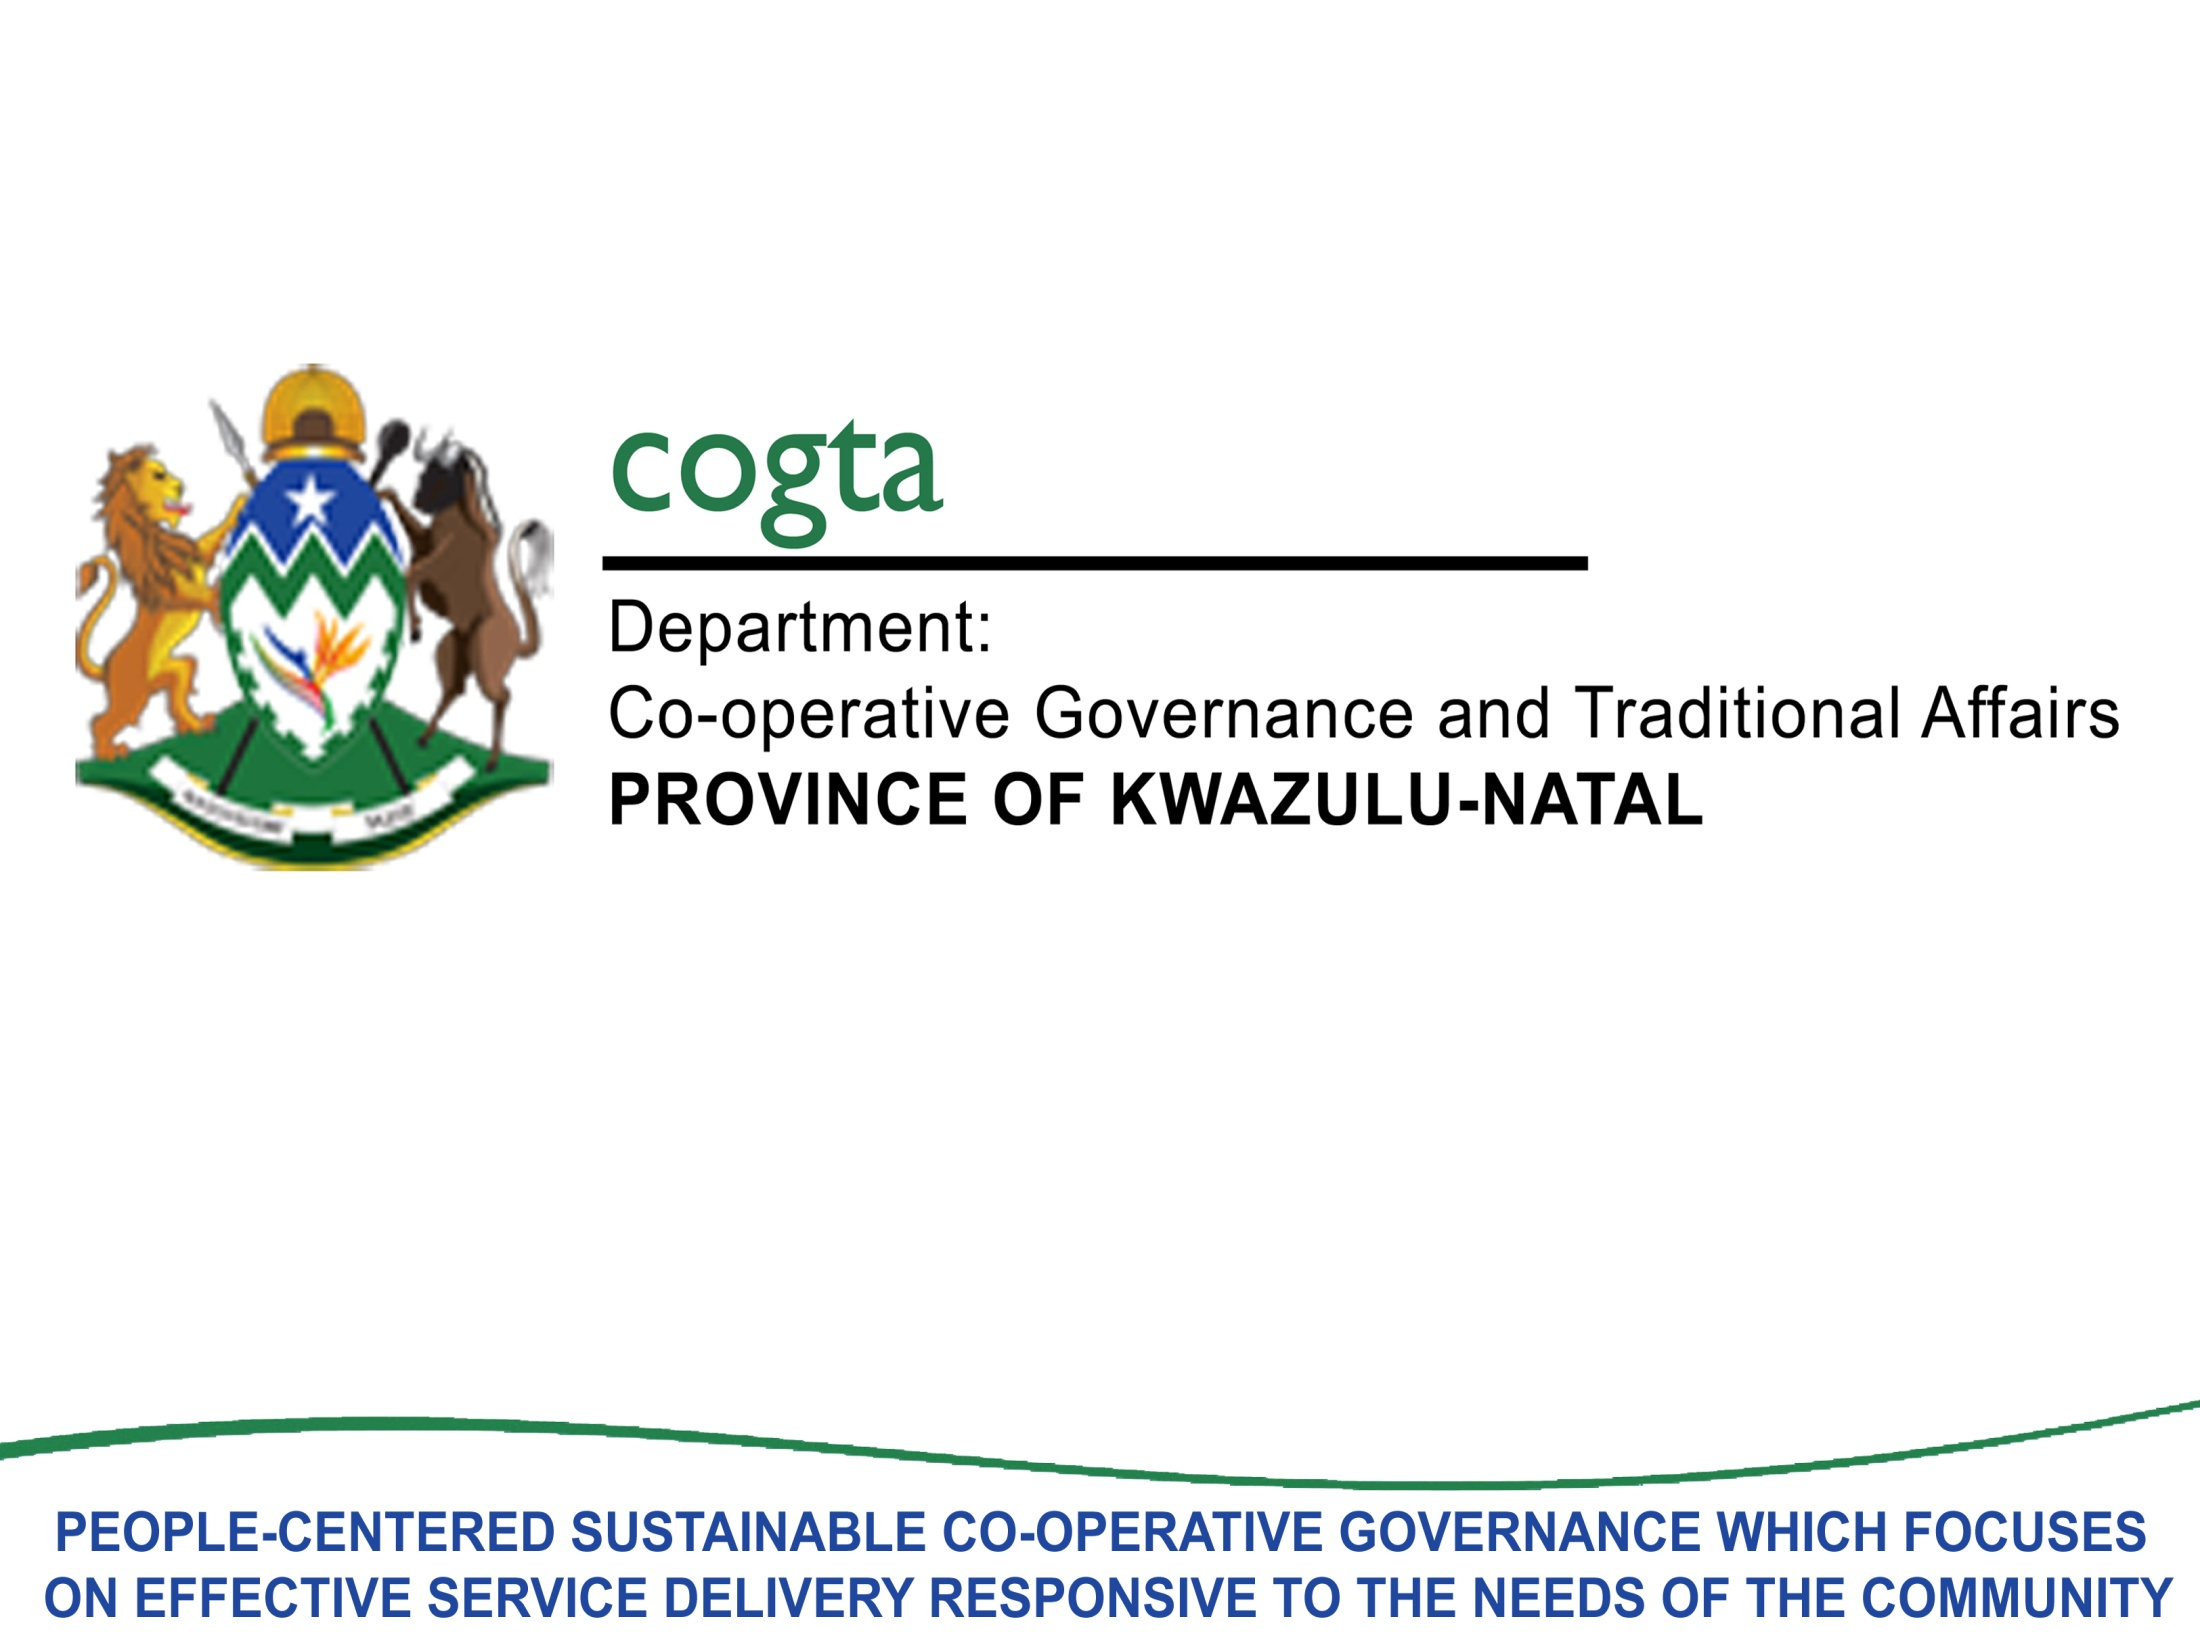 cogta
Department:
Co-operative Governance and Traditional Affairs
PROVINCE OF KWAZULU-NATAL
PEOPLE-CENTERED SUSTAINABLE CO-OPERATIVE GOVERNANCE WHICH FOCUSES
ON EFFECTIVE SERVICE DELIVERY RESPONSIVE TO THE NEEDS OF THE COMMUNITY